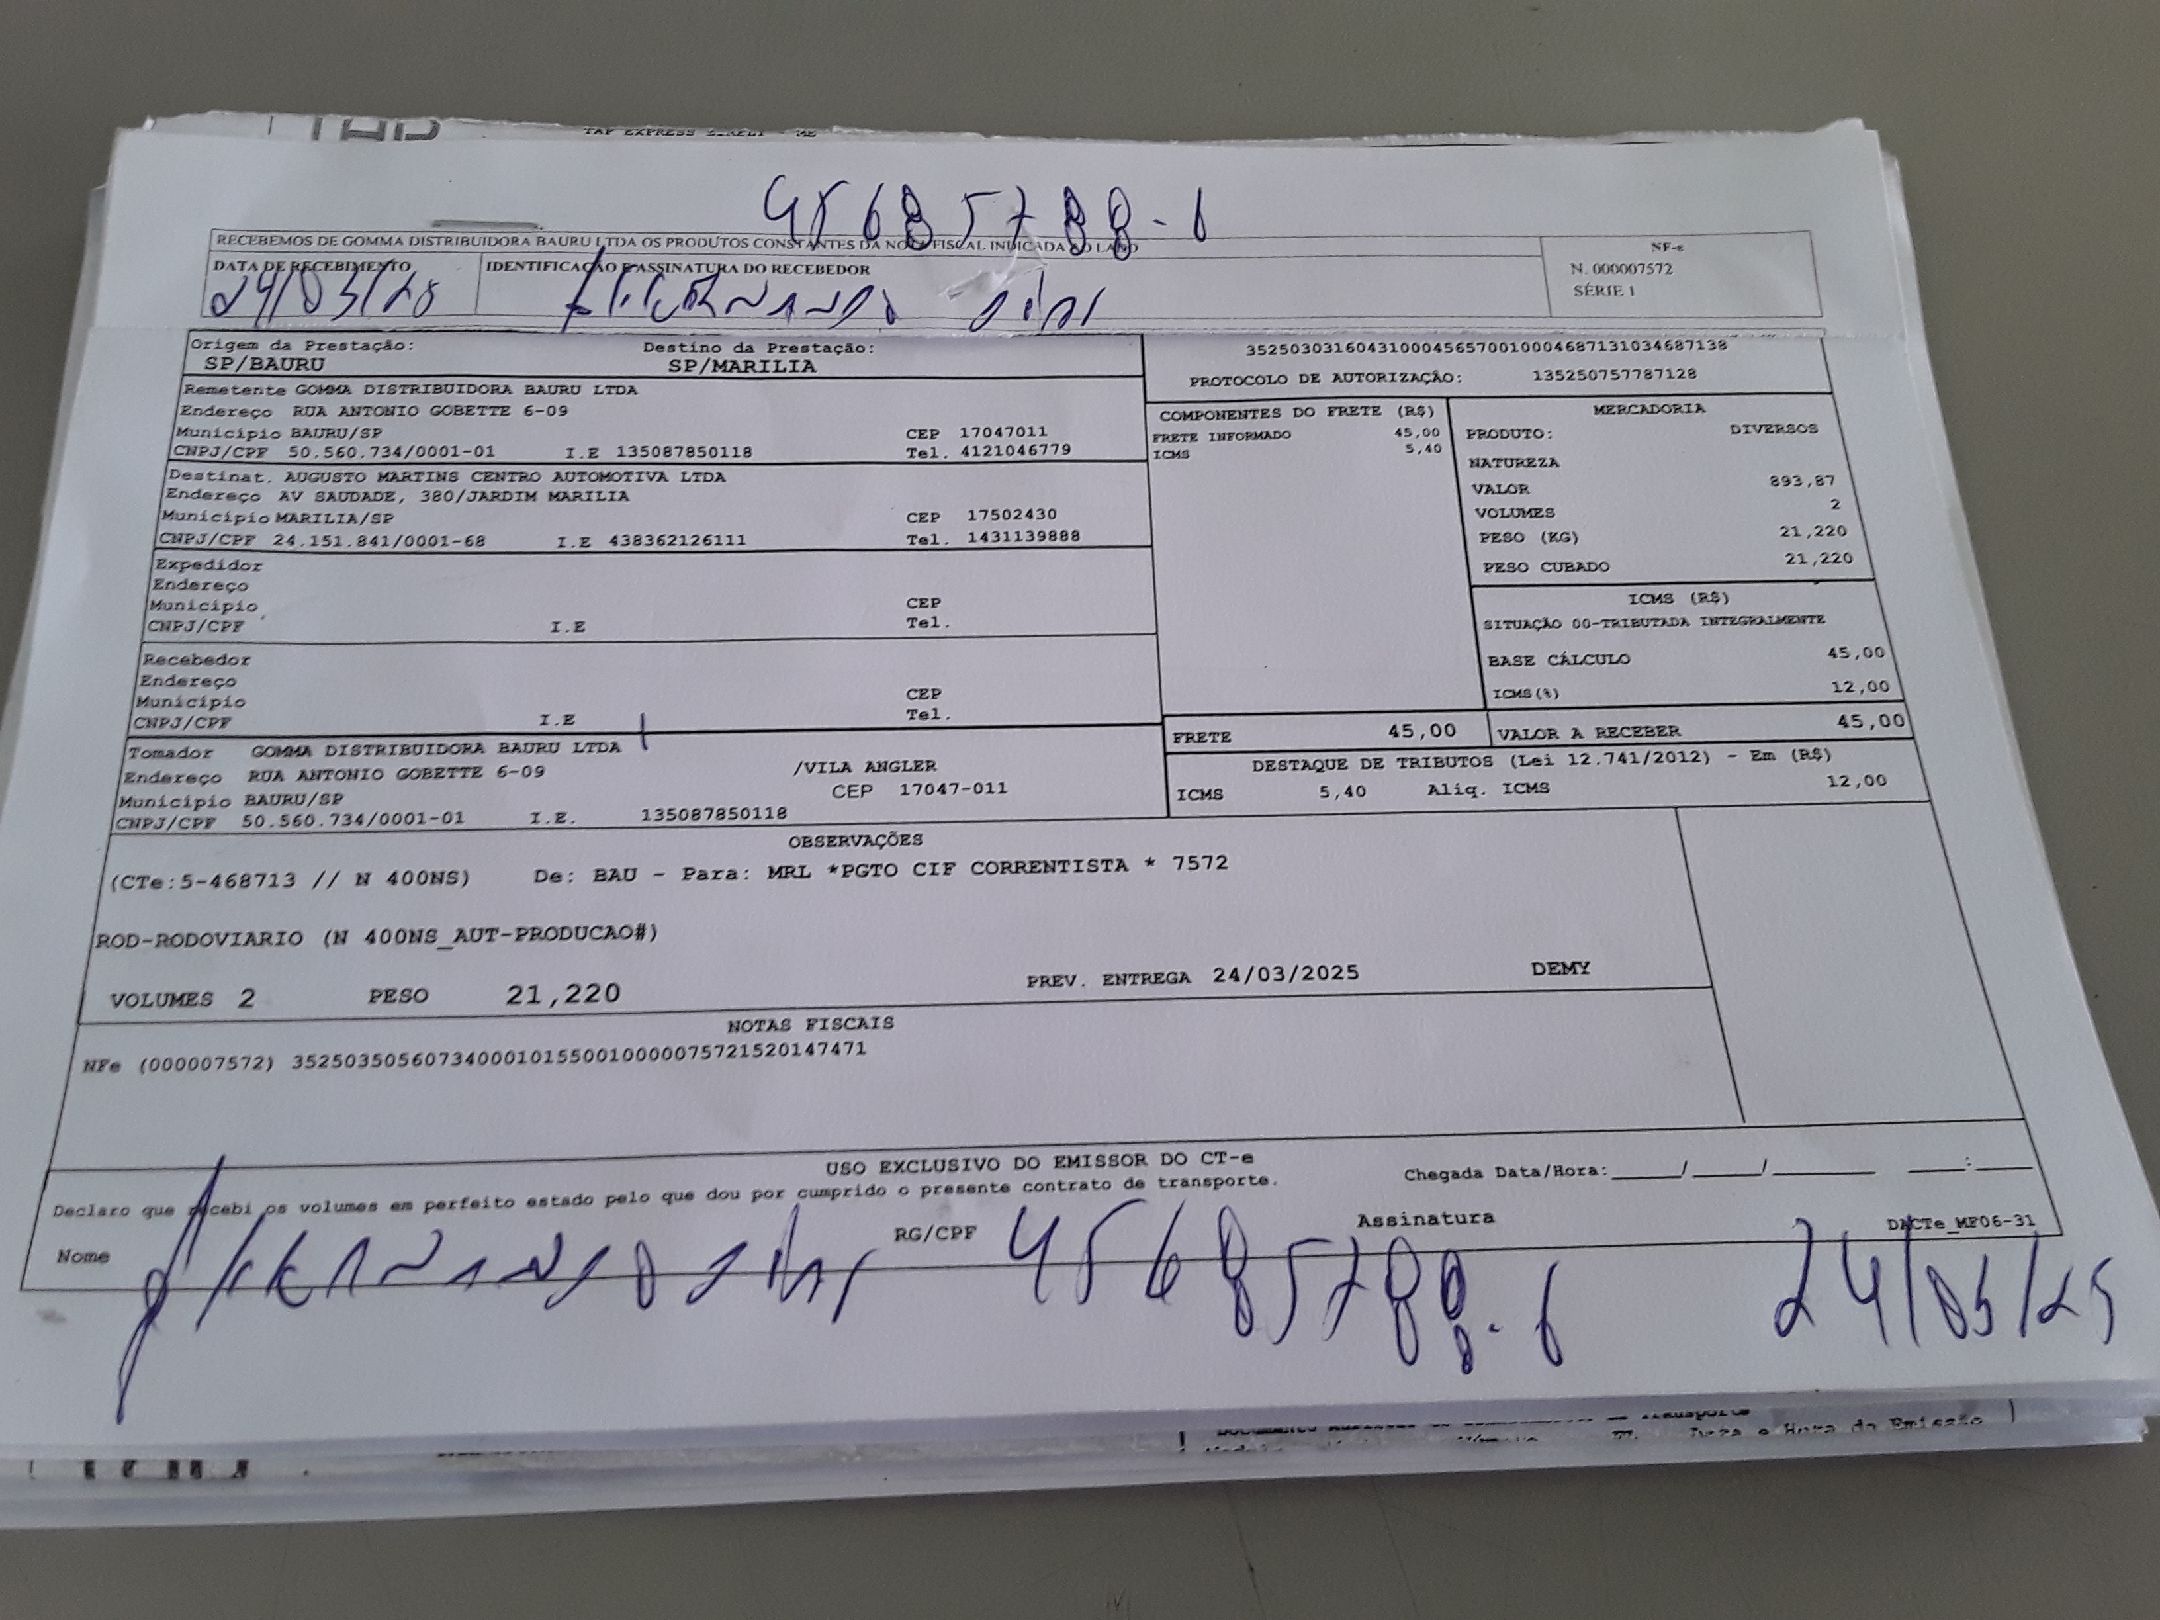 TAP EXPRESS EIRELI - ME
45685788-6
RECEBEMOS DE GOMMA DISTRIBUIDORA BAURU LTDA OS PRODUTOS CONSTANTES DA NOTA FISCAL INDICADA AO LADO
NF-e
N. 000007572
SÉRIE 1
DATA DE RECEBIMENTO
24/03/25
IDENTIFICAÇÃO E ASSINATURA DO RECEBEDOR
Origem da Prestação: Destino da Prestação:
SP/BAURU SP/MARILIA
35250303160431000456570010004687131034687138
PROTOCOLO DE AUTORIZAÇÃO: 135250757787128
Remetente GOMMA DISTRIBUIDORA BAURU LTDA
Endereço RUA ANTONIO GOBETTE 6-09
Município BAURU/SP CEP 17047011
CNPJ/CPF 50.560.734/0001-01 I.E 135087850118 Tel. 4121046779
Destinat. AUGUSTO MARTINS CENTRO AUTOMOTIVA LTDA
Endereço AV SAUDADE, 380/JARDIM MARILIA
Município MARILIA/SP CEP 17502430
CNPJ/CPF 24.151.841/0001-68 I.E 438362126111 Tel. 1431139888
Expedidor
Endereço
Município CEP
CNPJ/CPF I.E Tel.
Recebedor
Endereço
Município CEP
CNPJ/CPF I.E Tel.
Tomador GOMMA DISTRIBUIDORA BAURU LTDA
Endereço RUA ANTONIO GOBETTE 6-09 /VILA ANGLER
Município BAURU/SP CEP 17047-011
CNPJ/CPF 50.560.734/0001-01 I.E. 135087850118
COMPONENTES DO FRETE (R$)
FRETE INFORMADO 45,00
ICMS 5,40
MERCADORIA
PRODUTO: DIVERSOS
NATUREZA
VALOR 893,87
VOLUMES 2
PESO (KG) 21,220
PESO CUBADO 21,220
ICMS (R$)
SITUAÇÃO 00-TRIBUTADA INTEGRALMENTE
BASE CÁLCULO 45,00
ICMS(%) 12,00
FRETE 45,00 VALOR A RECEBER 45,00
DESTAQUE DE TRIBUTOS (Lei 12.741/2012) - Em (R$)
ICMS 5,40 Aliq. ICMS 12,00
OBSERVAÇÕES
(CTe:5-468713 // N 400NS) De: BAU - Para: MRL *PGTO CIF CORRENTISTA * 7572
ROD-RODOVIARIO (N 400NS_AUT-PRODUCAO#)
VOLUMES 2 PESO 21,220 PREV. ENTREGA 24/03/2025 DEMY
NOTAS FISCAIS
NFe (000007572) 35250350560734000101550010000075721520147471
USO EXCLUSIVO DO EMISSOR DO CT-e
Declaro que recebi os volumes em perfeito estado pelo que dou por cumprido o presente contrato de transporte.
Chegada Data/Hora:_____/_____/________ ____:____
Nome RG/CPF 45685788-6 Assinatura DACTe_MF06-31
24/03/25